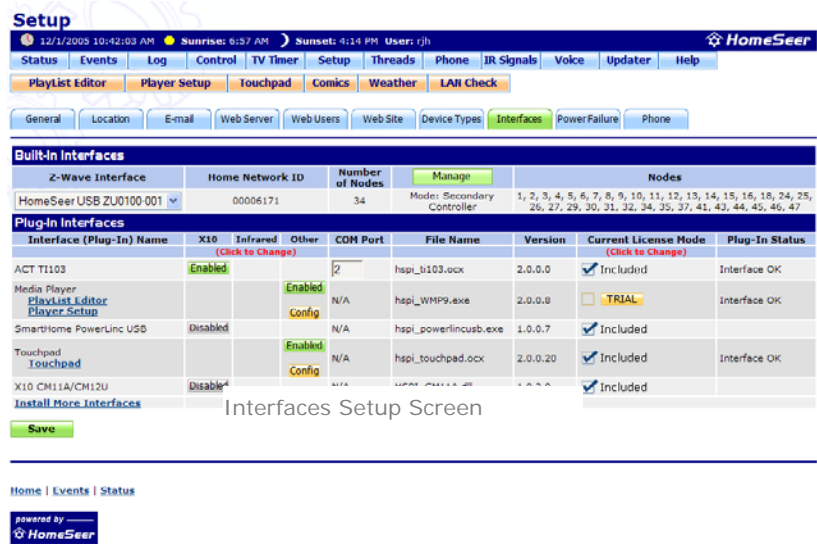 Setup
12/1/2005 10:42:03 AM Sunrise: 6:57 AM Sunset: 4:14 PM User: rjh HomeSeer
Status Events Log Control TV Timer Setup Threads Phone IR Signals Voice Updater Help
PlayList Editor Player Setup Touchpad Comics Weather LAN Check
General Location E-mail Web Server Web Users Web Site Device Types Interfaces Power Failure Phone
Built-In Interfaces
Z-Wave Interface Home Network ID Number of Nodes Manage Nodes
HomeSeer USB ZU0100-001 00006171 34 Mode: Secondary Controller 1, 2, 3, 4, 5, 6, 7, 8, 9, 10, 11, 12, 13, 14, 15, 16, 18, 24, 25,
26, 27, 29, 30, 31, 32, 34, 35, 37, 41, 43, 44, 45, 46, 47
Plug-In Interfaces
Interface (Plug-In) Name X10 Infrared Other COM Port File Name Version Current License Mode Plug-In Status
(Click to Change) (Click to Change)
ACT TI103 Enabled 2 hspi_ti103.ocx 2.0.0.0 Included Interface OK
Media Player Enabled
PlayList Editor N/A hspi_WMP9.exe 2.0.0.8 TRIAL Interface OK
Player Setup Config
SmartHome PowerLinc USB Disabled N/A hspi_powerlincusb.exe 1.0.0.7 Included
Touchpad Enabled
Touchpad N/A hspi_touchpad.ocx 2.0.0.20 Included Interface OK
Config
X10 CM11A/CM12U Disabled N/A Included
Install More Interfaces
Interfaces Setup Screen
Save
Home | Events | Status
powered by
HomeSeer